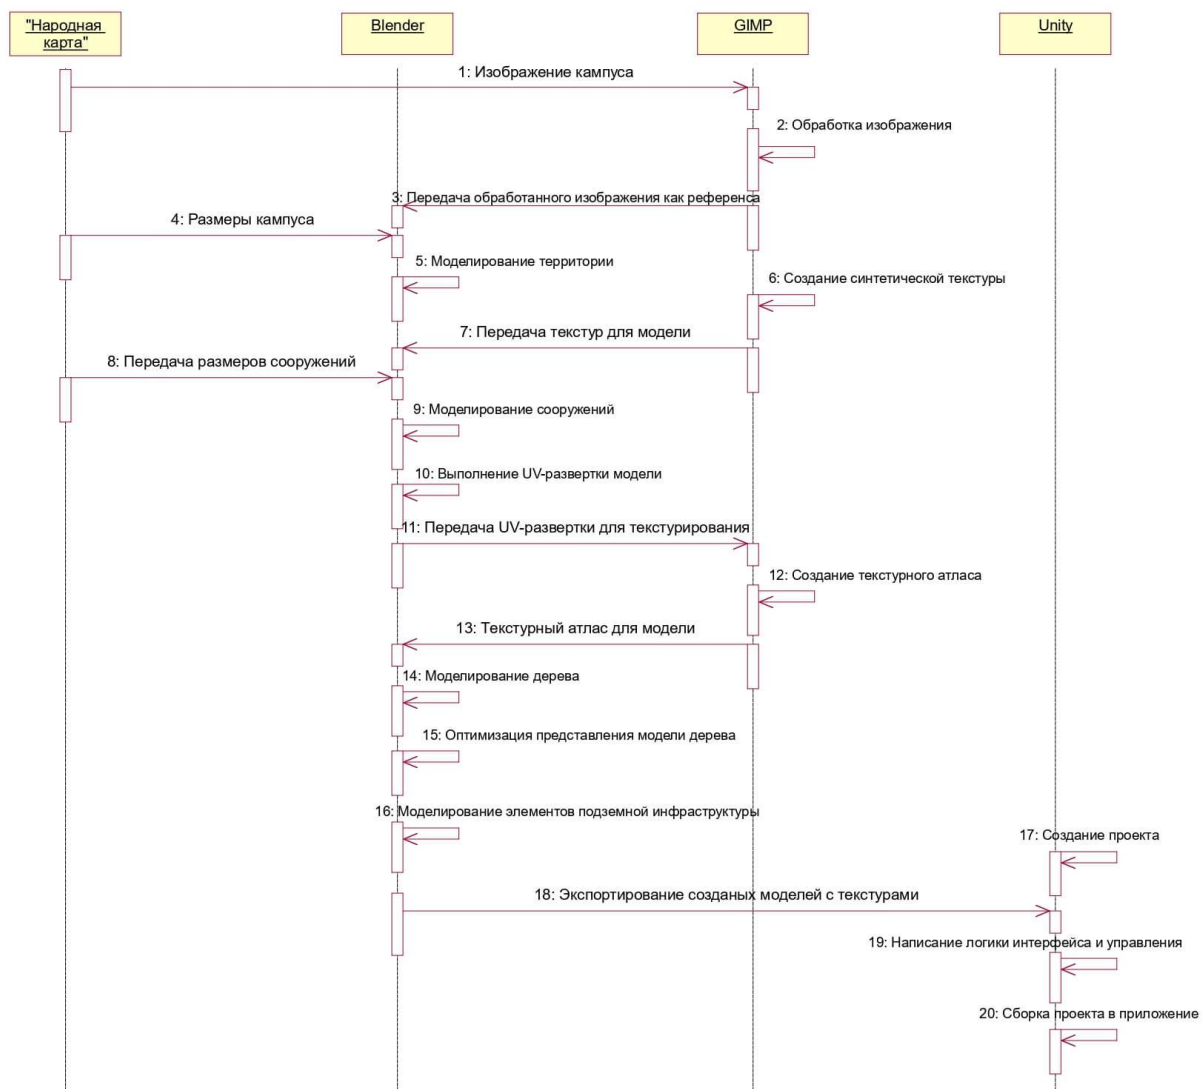 "Народная
карта"
Blender
GIMP
Unity
1: Изображение кампуса
2: Обработка изображения
3: Передача обработанного изображения как референса
4: Размеры кампуса
5: Моделирование территории
6: Создание синтетической текстуры
7: Передача текстур для модели
8: Передача размеров сооружений
9: Моделирование сооружений
10: Выполнение UV-развертки модели
11: Передача UV-развертки для текстурирования
12: Создание текстурного атласа
13: Текстурный атлас для модели
14: Моделирование дерева
15: Оптимизация представления модели дерева
16: Моделирование элементов подземной инфраструктуры
17: Создание проекта
18: Экспортирование созданых моделей с текстурами
19: Написание логики интерфейса и управления
20: Сборка проекта в приложение